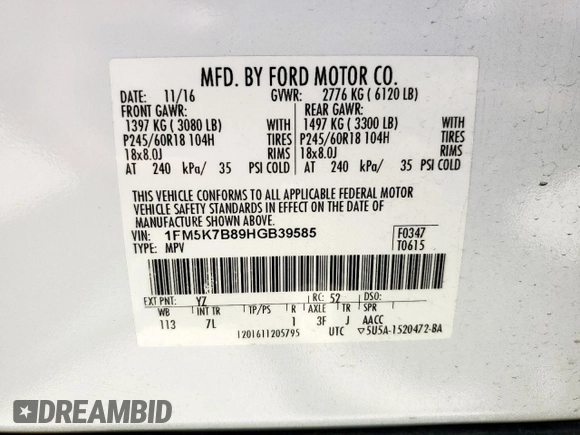 MFD. BY FORD MOTOR CO.
DATE: 11/16 GVWR: 2776 KG ( 6120 LB)
FRONT GAWR: REAR GAWR:
1397 KG ( 3080 LB) WITH 1497 KG ( 3300 LB) WITH
P245/60R18 104H TIRES P245/60R18 104H TIRES
18x8.0J RIMS 18x8.0J RIMS
AT 240 kPa/ 35 PSI COLD AT 240 kPa/ 35 PSI COLD
THIS VEHICLE CONFORMS TO ALL APPLICABLE FEDERAL MOTOR
VEHICLE SAFETY STANDARDS IN EFFECT ON THE DATE OF
MANUFACTURE SHOWN ABOVE.
VIN: 1FM5K7B89HGB39585 F0347
TYPE: MPV T0615
EXT PNT: YZ RC: 52 DSO:
WB INT TR TP/PS R AXLE TR SPR
113 7L 1 3F J AACC
1201611205795 UTC ▽5U5A-1520472-BA
DREAMBID